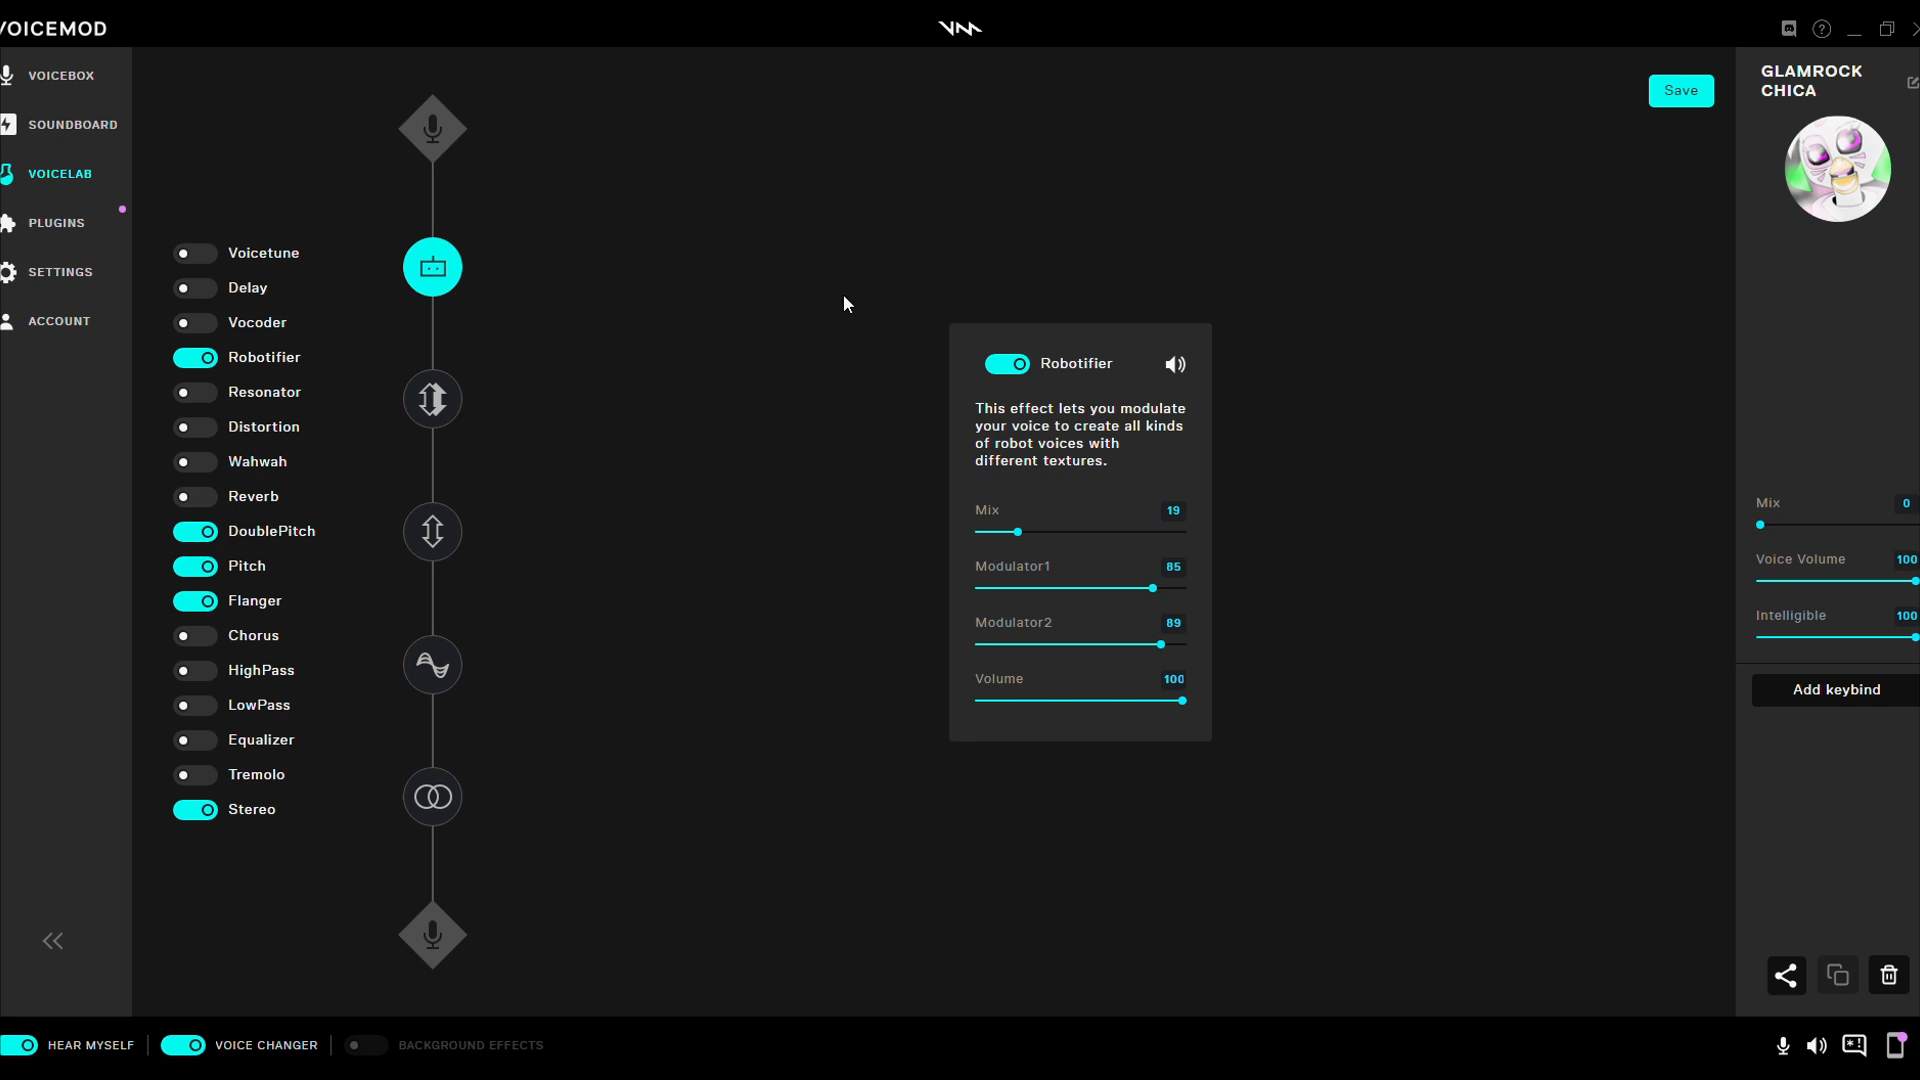 VOICEMOD
VOICEBOX
SOUNDBOARD
VOICELAB
PLUGINS
SETTINGS
ACCOUNT
Voicetune
Delay
Vocoder
Robotifier
Resonator
Distortion
Wahwah
Reverb
DoublePitch
Pitch
Flanger
Chorus
HighPass
LowPass
Equalizer
Tremolo
Stereo
Robotifier
This effect lets you modulate
your voice to create all kinds
of robot voices with
different textures.
Mix 19
Modulator1 85
Modulator2 89
Volume 100
Save
GLAMROCK
CHICA
Mix 0
Voice Volume 100
Intelligible 100
Add keybind
HEAR MYSELF
VOICE CHANGER
BACKGROUND EFFECTS